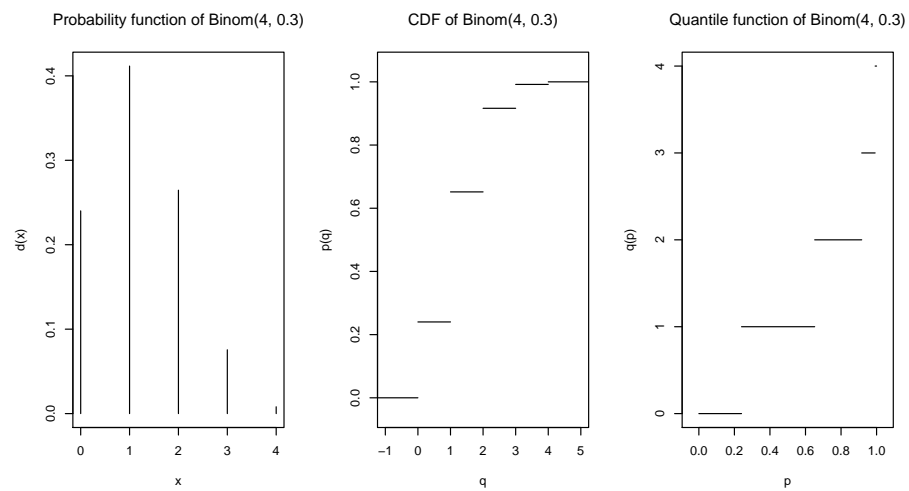 Probability function of Binom(4, 0.3)
d(x)
0.4
0.3
0.2
0.1
0.0
0 1 2 3 4
x
CDF of Binom(4, 0.3)
p(q)
1.0
0.8
0.6
0.4
0.2
0.0
−1 0 1 2 3 4 5
q
Quantile function of Binom(4, 0.3)
q(p)
4
3
2
1
0
0.0 0.2 0.4 0.6 0.8 1.0
p